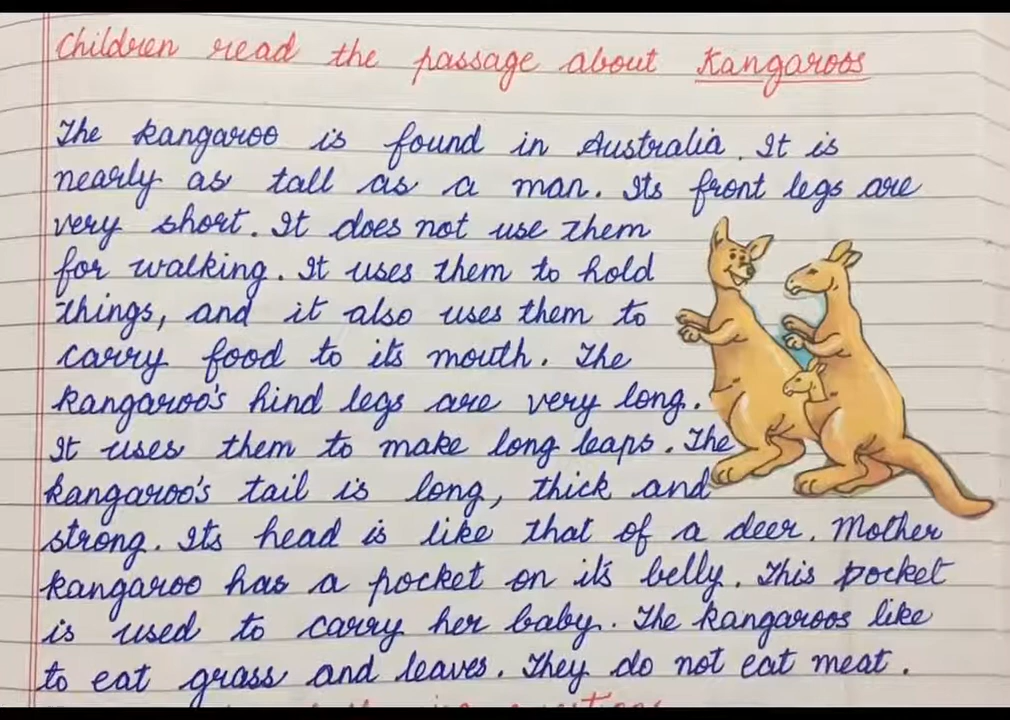 Children read the passage about Kangaroos
The kangaroo is found in Australia. It is
nearly as tall as a man. Its front legs are
very short. It does not use them
for walking. It uses them to hold
things, and it also uses them to
carry food to its mouth. The
kangaroo's hind legs are very long.
It uses them to make long leaps. The
kangaroo's tail is long, thick and
strong. Its head is like that of a deer. Mother
kangaroo has a pocket on it's belly. This pocket
is used to carry her baby. The kangaroos like
to eat grass and leaves. They do not eat meat.